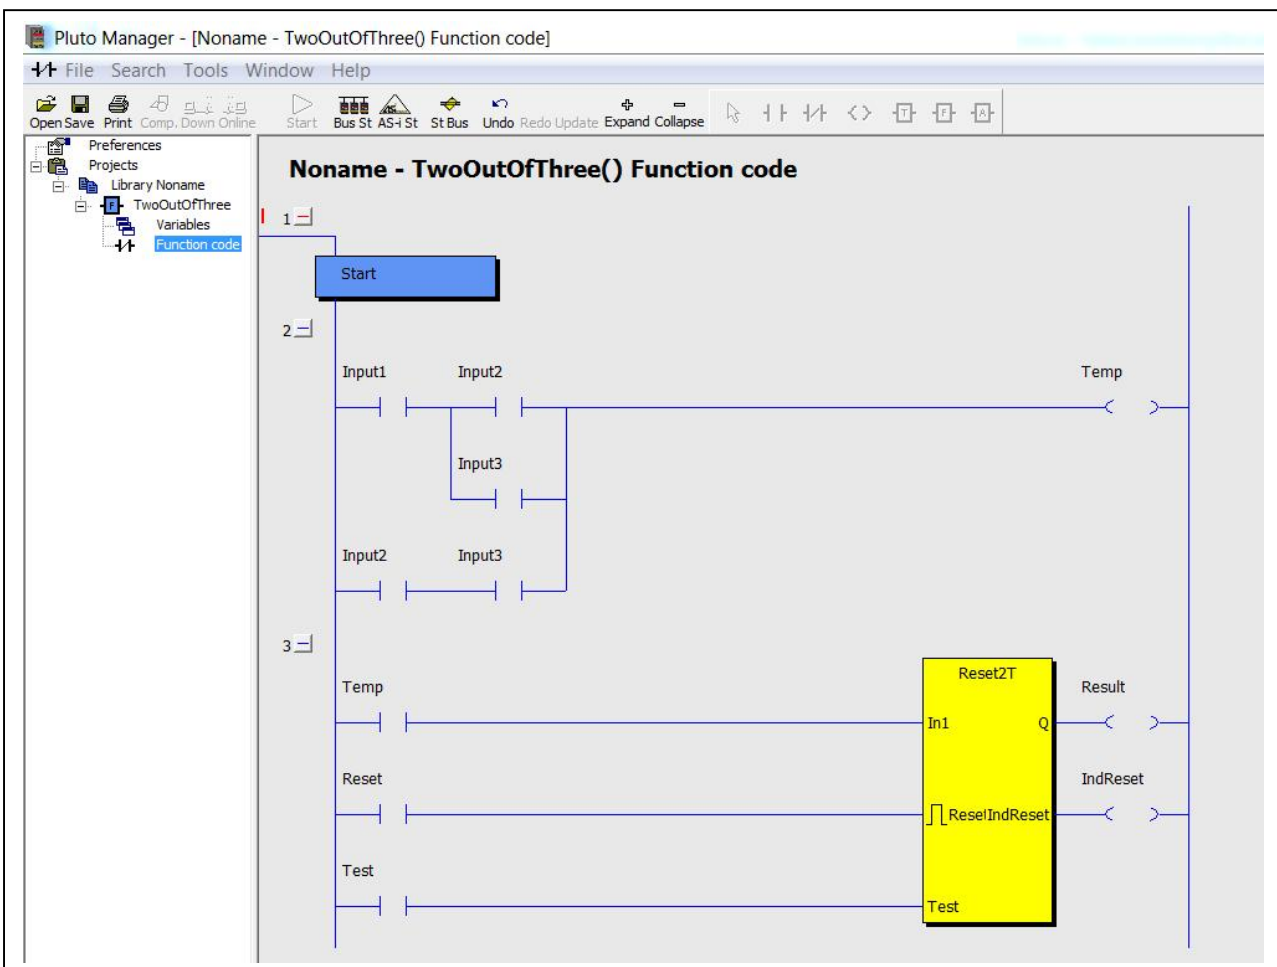 Pluto Manager - [Noname - TwoOutOfThree() Function code]
File Search Tools Window Help
Open Save Print Comp. Down Online Start Bus St AS-i St St Bus Undo Redo Update Expand Collapse
T F A
AS-i
Preferences
Projects
Library Noname
F TwoOutOfThree
Variables
Function code
Noname - TwoOutOfThree() Function code
1
Start
2
Input1 Input2 Temp
Input3
Input2 Input3
3
Reset2T
Temp Result
In1 Q
Reset IndReset
Rese!IndReset
Test
Test